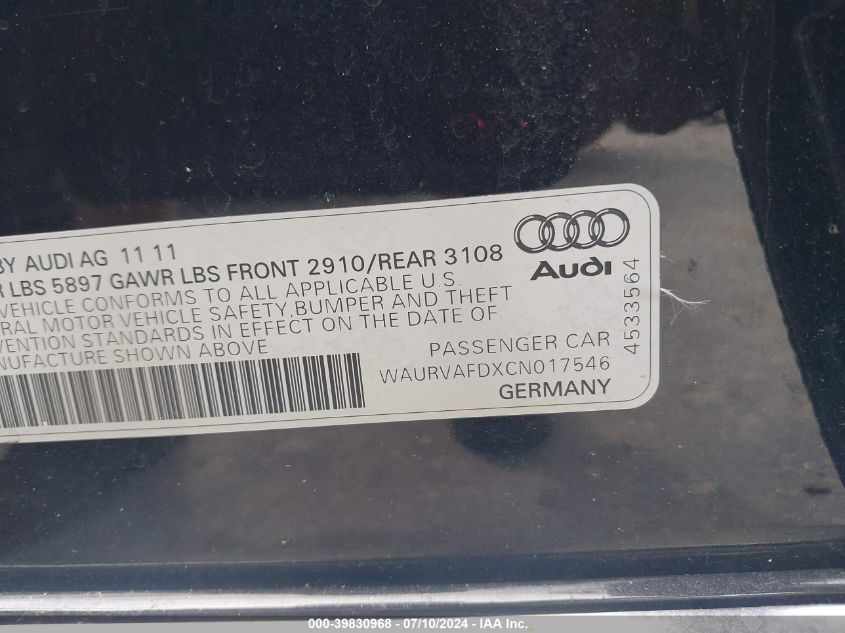 BY AUDI AG 11 11
R LBS 5897 GAWR LBS FRONT 2910/REAR 3108
VEHICLE CONFORMS TO ALL APPLICABLE U.S.
RAL MOTOR VEHICLE SAFETY, BUMPER AND THEFT
VENTION STANDARDS IN EFFECT ON THE DATE OF
NUFACTURE SHOWN ABOVE
Audi
4533564
PASSENGER CAR
WAURVAFDXCN017546
GERMANY
000-39830968 - 07/10/2024 - IAA, Inc.